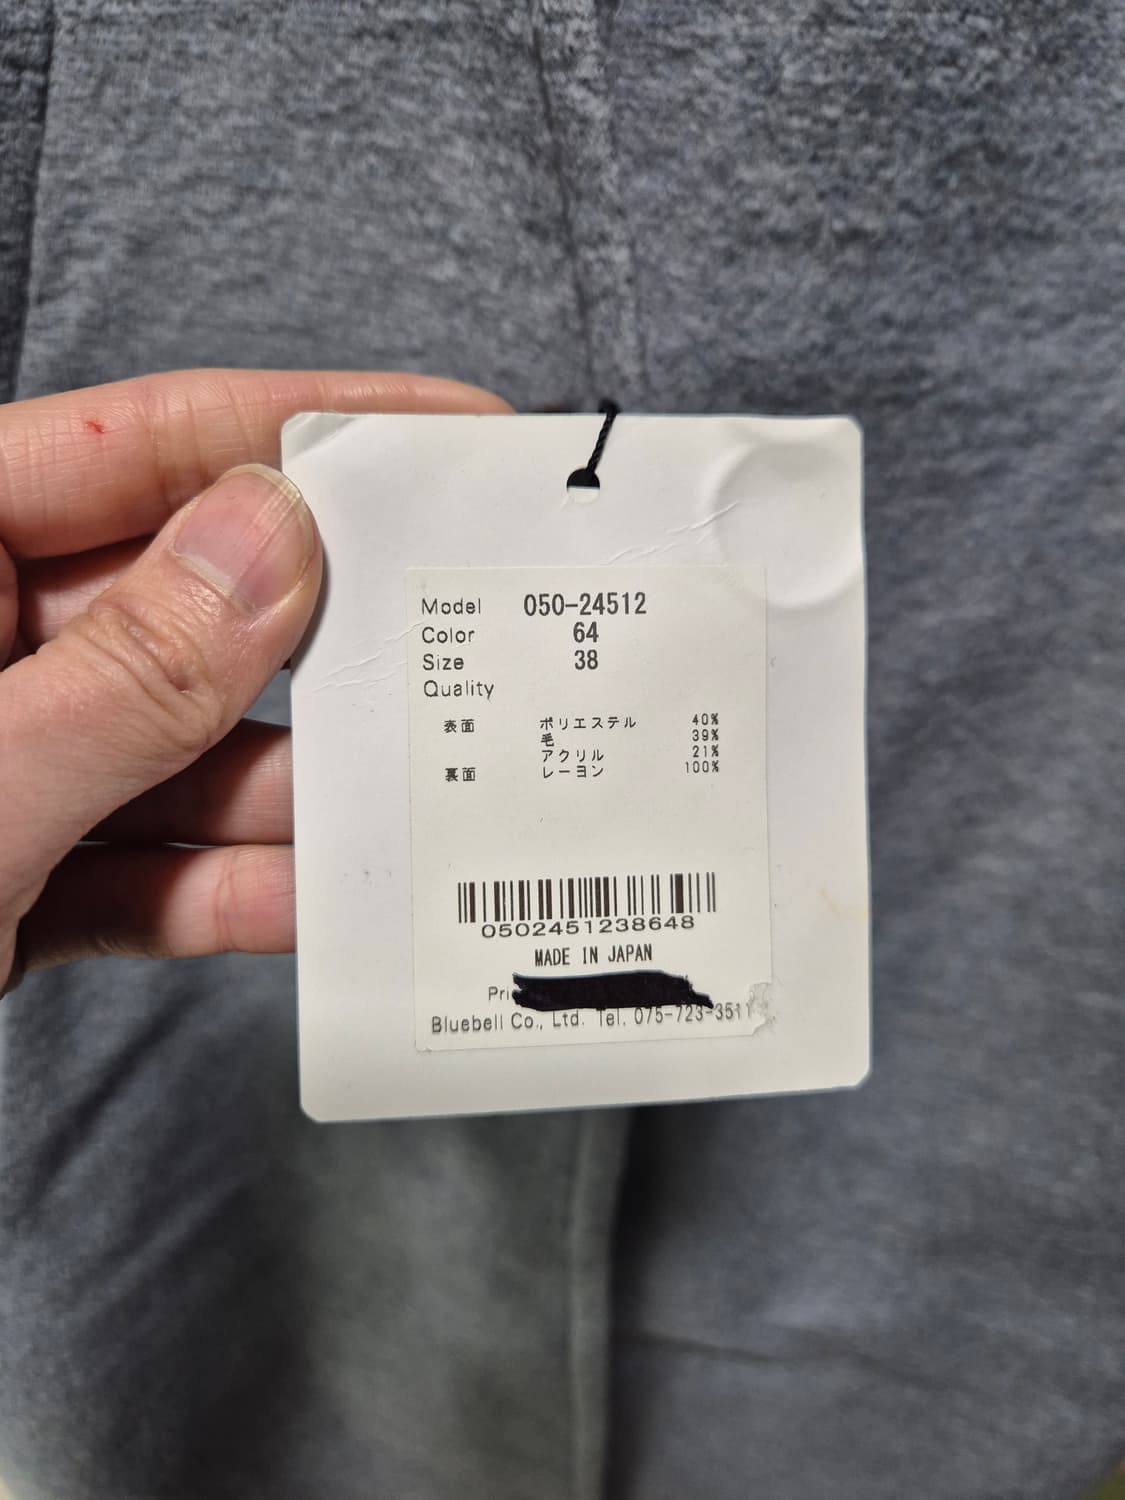 Model 050-24512
Color 64
Size 38
Quality
表面 ポリエステル 40%
毛 39%
アクリル 21%
裏面 レーヨン 100%
0502451238648
MADE IN JAPAN
Pri
Bluebell Co., Ltd. Tel. 075-723-3511